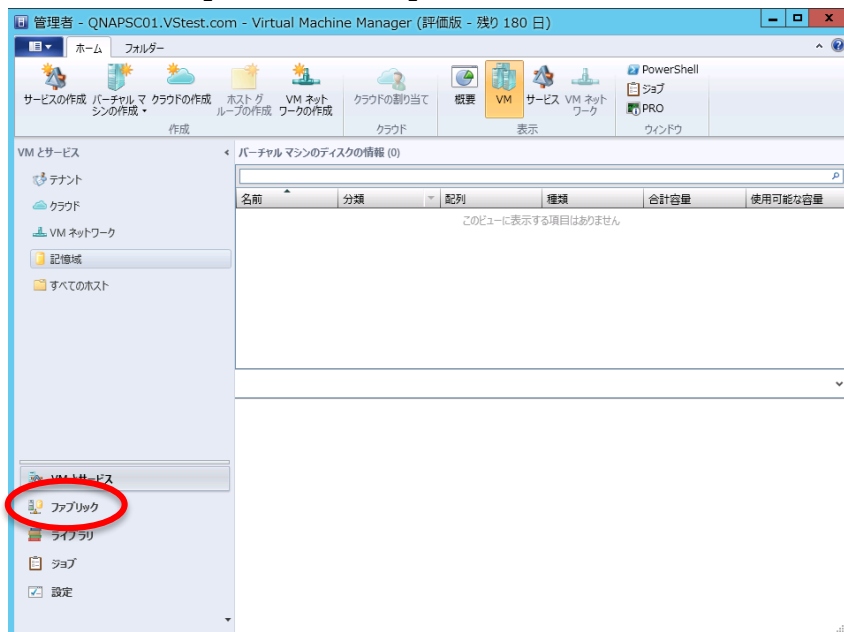 管理者 - QNAPSC01.VStest.com - Virtual Machine Manager (評価版 - 残り 180 日)
ホーム フォルダー
サービスの作成 バーチャル マシンの作成 クラウドの作成 ホスト グループの作成 VM ネットワークの作成 クラウドの割り当て 概要 VM サービス VM ネットワーク
PowerShell
ジョブ
PRO
作成 クラウド 表示 ウィンドウ
VM とサービス
バーチャル マシンのディスクの情報 (0)
テナント
クラウド
VM ネットワーク
記憶域
すべてのホスト
名前 分類 配列 種類 合計容量 使用可能な容量
このビューに表示する項目はありません
VM とサービス
ファブリック
ライブラリ
ジョブ
設定